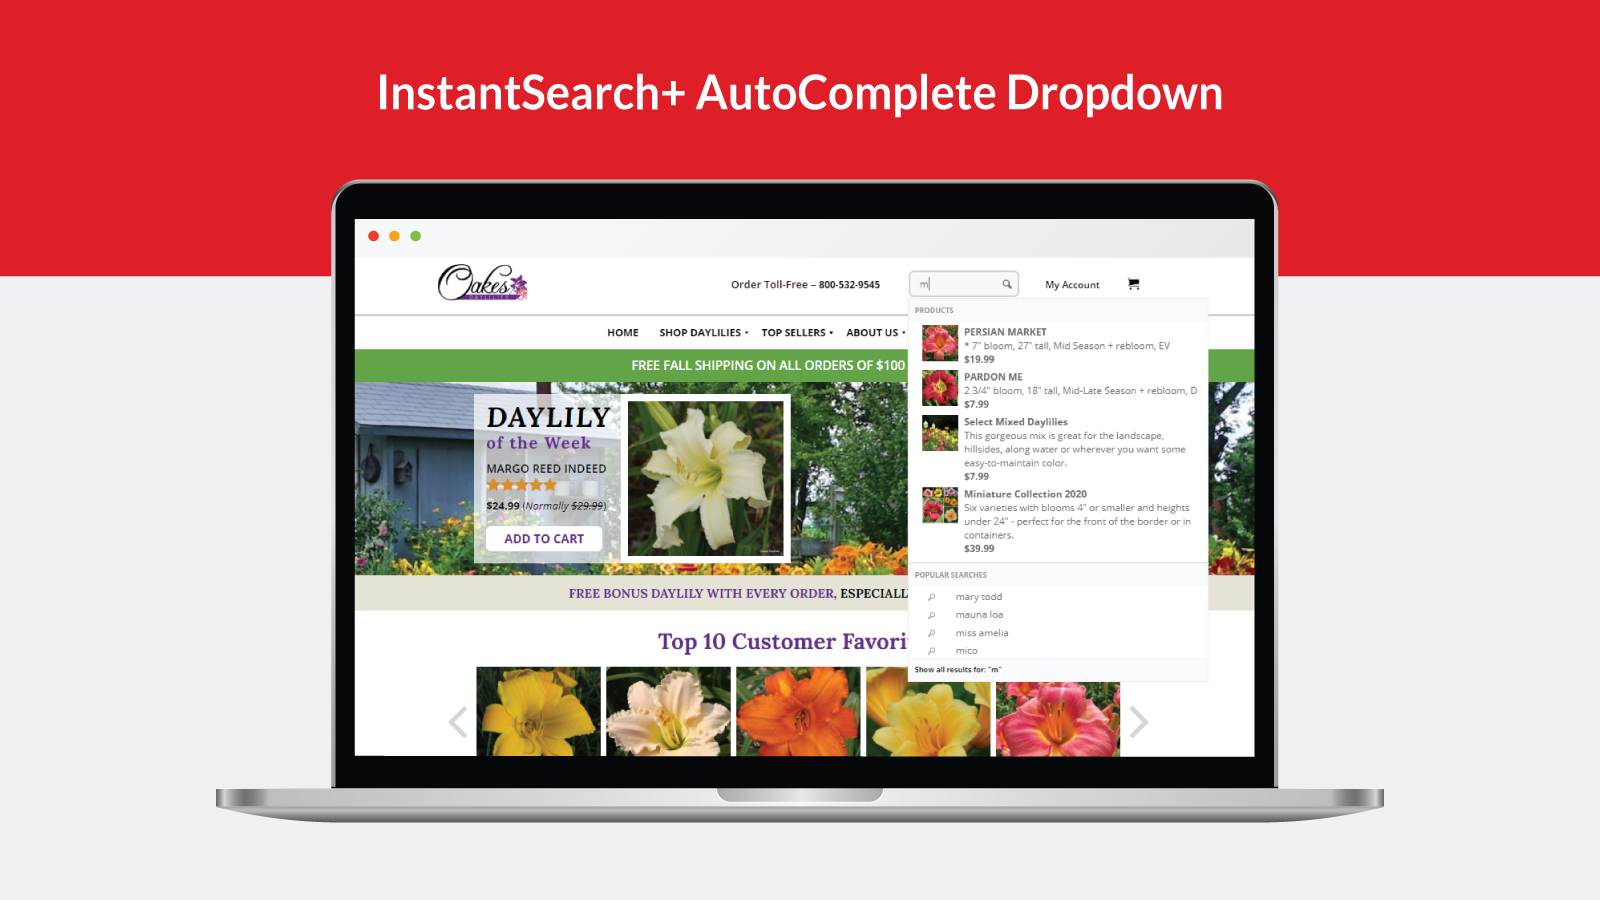 InstantSearch+ AutoComplete Dropdown
Oakes
DAYLILIES
Order Toll-Free – 800-532-9545
m
My Account
HOME
SHOP DAYLILIES
TOP SELLERS
ABOUT US
FREE FALL SHIPPING ON ALL ORDERS OF $100
DAYLILY
of the Week
MARGO REED INDEED
$24.99 (Normally $29.99)
ADD TO CART
FREE BONUS DAYLILY WITH EVERY ORDER, ESPECIALL
Top 10 Customer Favori
PRODUCTS
PERSIAN MARKET
* 7" bloom, 27" tall, Mid Season + rebloom, EV
$19.99
PARDON ME
2 3/4" bloom, 18" tall, Mid-Late Season + rebloom, D
$7.99
Select Mixed Daylilies
This gorgeous mix is great for the landscape,
hillsides, along water or wherever you want some
easy-to-maintain color.
$7.99
Miniature Collection 2020
Six varieties with blooms 4" or smaller and heights
under 24" - perfect for the front of the border or in
containers.
$39.99
POPULAR SEARCHES
mary todd
mauna loa
miss amelia
mico
Show all results for: "m"